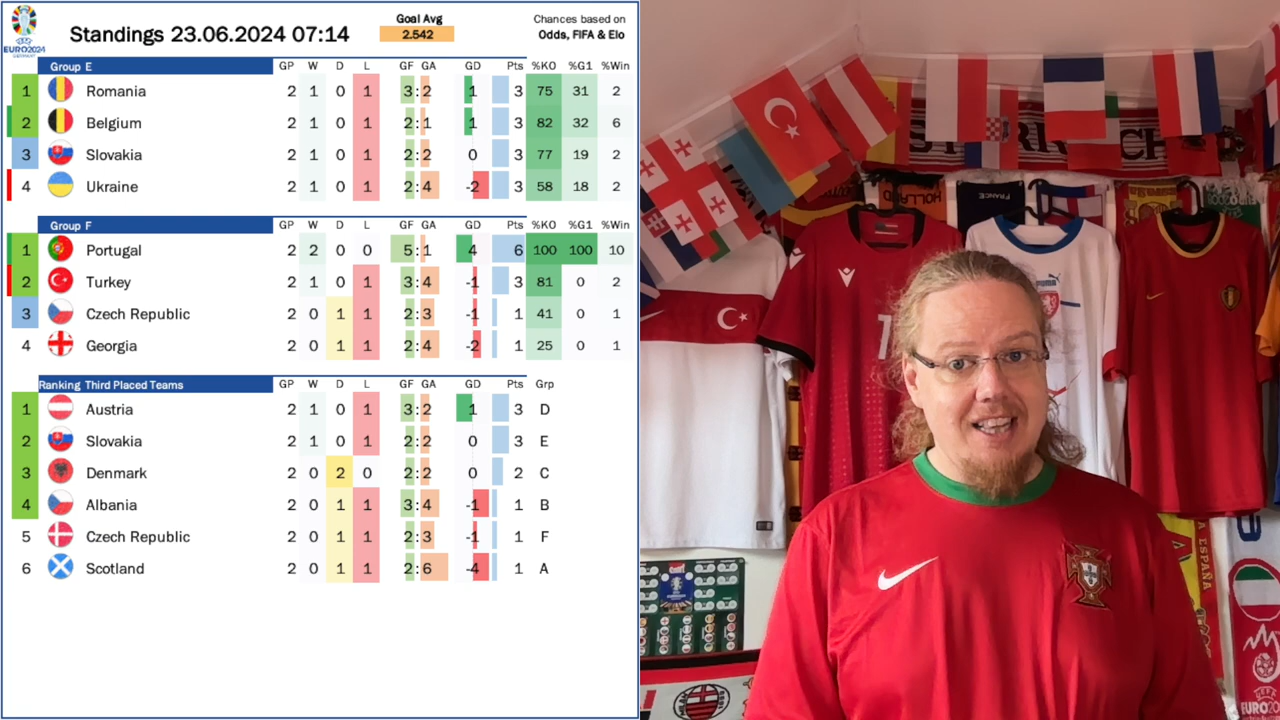 EURO2024
GERMANY
Standings 23.06.2024 07:14
Goal Avg
2.542
Chances based on
Odds, FIFA & Elo
Group E GP W D L GF GA GD Pts %KO %G1 %Win
1 Romania 2 1 0 1 3:2 1 3 75 31 2
2 Belgium 2 1 0 1 2:1 1 3 82 32 6
3 Slovakia 2 1 0 1 2:2 0 3 77 19 2
4 Ukraine 2 1 0 1 2:4 -2 3 58 18 2
Group F GP W D L GF GA GD Pts %KO %G1 %Win
1 Portugal 2 2 0 0 5:1 4 6 100 100 10
2 Turkey 2 1 0 1 3:4 -1 3 81 0 2
3 Czech Republic 2 0 1 1 2:3 -1 1 41 0 1
4 Georgia 2 0 1 1 2:4 -2 1 25 0 1
Ranking Third Placed Teams GP W D L GF GA GD Pts Grp
1 Austria 2 1 0 1 3:2 1 3 D
2 Slovakia 2 1 0 1 2:2 0 3 E
3 Denmark 2 0 2 0 2:2 0 2 C
4 Albania 2 0 1 1 3:4 -1 1 B
5 Czech Republic 2 0 1 1 2:3 -1 1 F
6 Scotland 2 0 1 1 2:6 -4 1 A
HOLLAND
FRANCE
PUMA
ESPAÑA